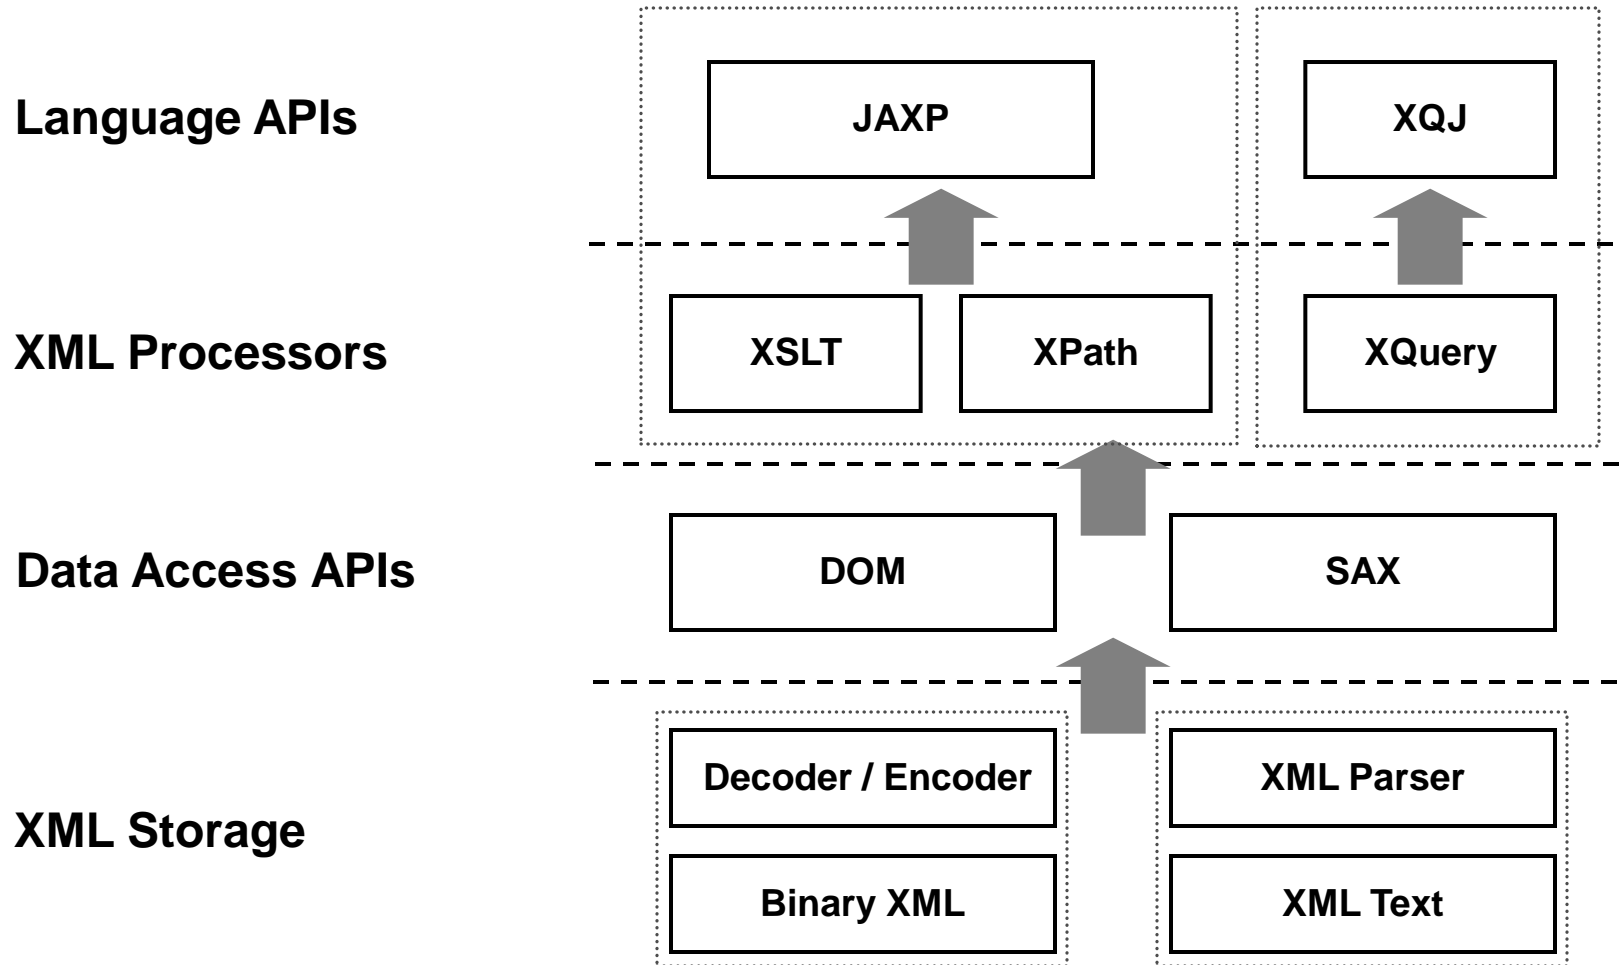 Language APIs
JAXP
XQJ
XML Processors
XSLT
XPath
XQuery
Data Access APIs
DOM
SAX
XML Storage
Decoder / Encoder
XML Parser
Binary XML
XML Text